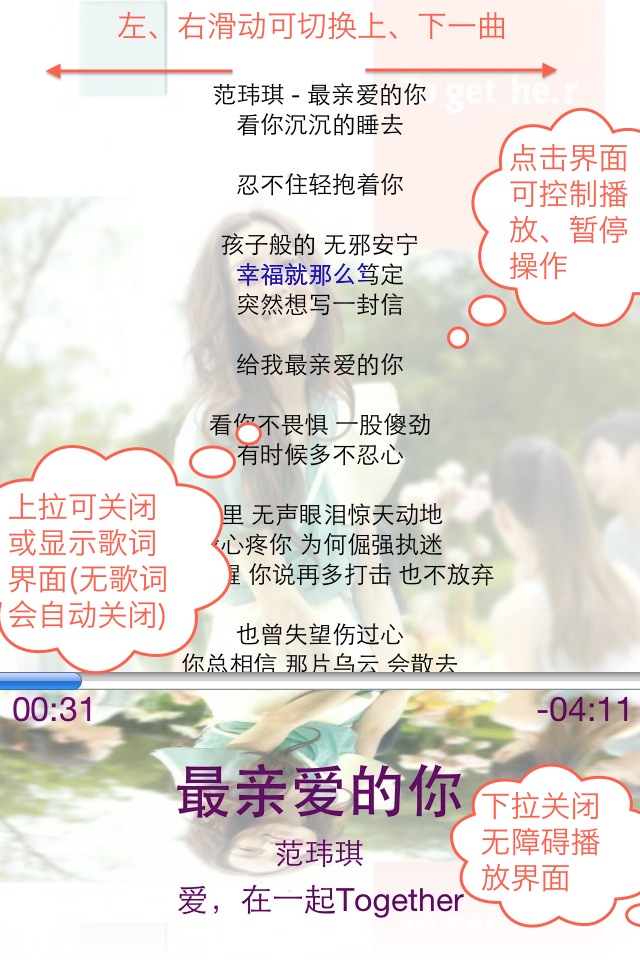 左、右滑动可切换上、下一曲
get he.r
范玮琪 - 最亲爱的你
看你沉沉的睡去
忍不住轻抱着你
孩子般的 无邪安宁
幸福就那么笃定
突然想写一封信
给我最亲爱的你
看你不畏惧 一股傻劲
有时候多不忍心
里 无声眼泪惊天动地
心疼你 为何倔强执迷
醒 你说再多打击 也不放弃
也曾失望伤过心
你总相信 那片乌云 会散去
点击界面
可控制播
放、暂停
操作
上拉可关闭
或显示歌词
界面(无歌词
会自动关闭)
00:31
-04:11
最亲爱的你
范玮琪
爱，在一起Together
下拉关闭
无障碍播
放界面